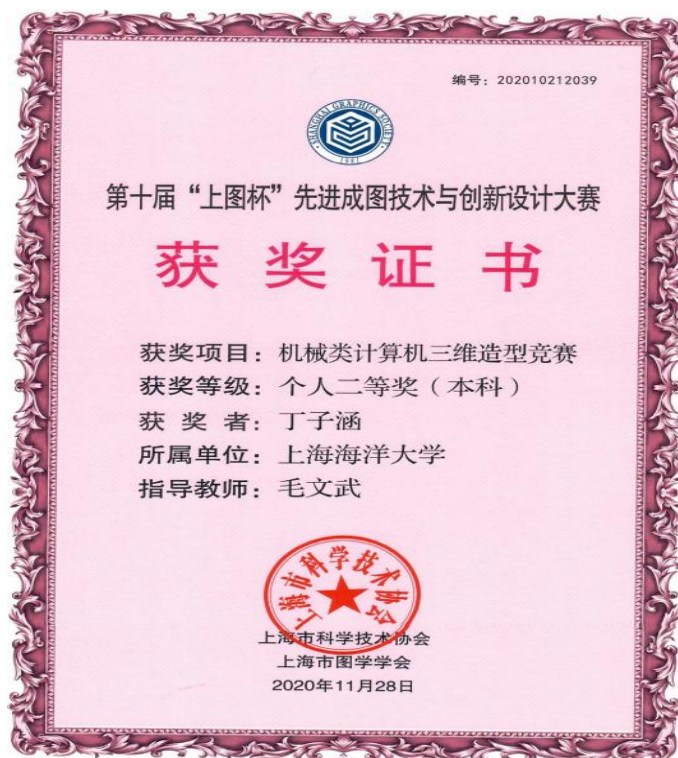 编号：202010212039
SHANGHAI GRAPHICS SOCIETY
1981
第十届“上图杯”先进成图技术与创新设计大赛
获奖证书
获奖项目：机械类计算机三维造型竞赛
获奖等级：个人二等奖（本科）
获奖者：丁子涵
所属单位：上海海洋大学
指导教师：毛文武
上海市科学技术协会
上海市科学技术协会
上海市图学学会
2020年11月28日